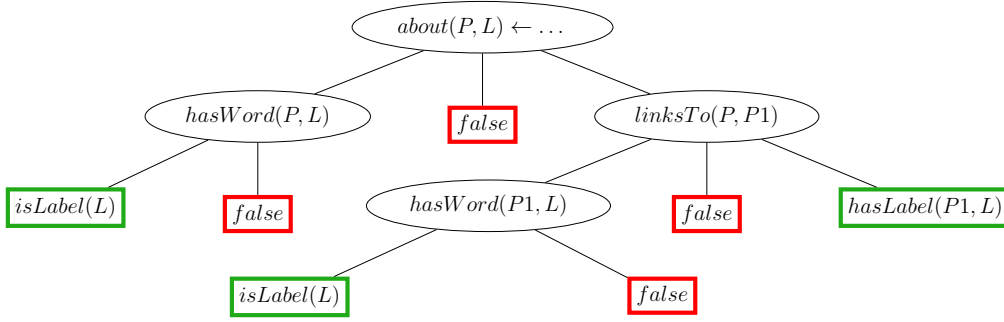 about(P, L) ← ...
hasWord(P, L)
false
linksTo(P, P1)
isLabel(L)
false
hasWord(P1, L)
false
hasLabel(P1, L)
isLabel(L)
false